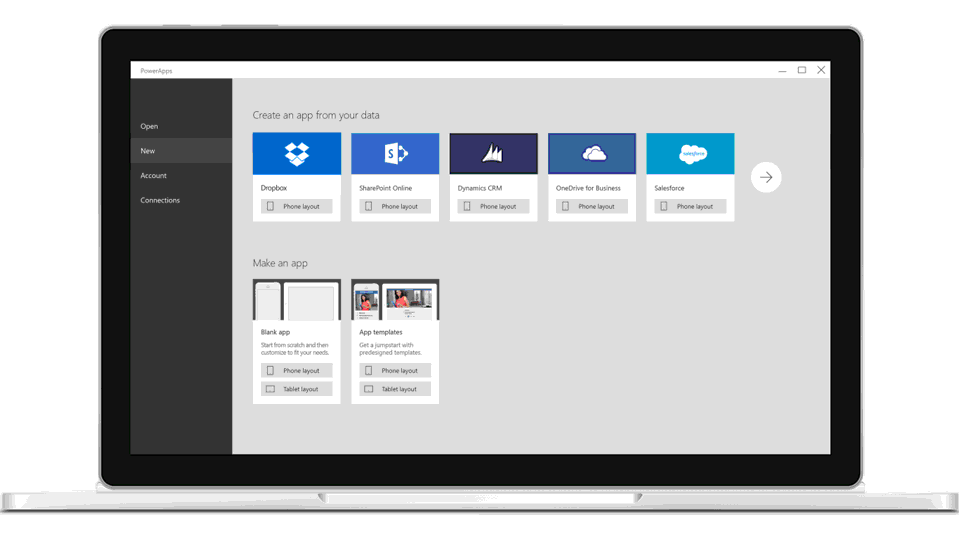 PowerApps
Open
New
Account
Connections
Create an app from your data
Dropbox
Phone layout
S
SharePoint Online
Phone layout
Dynamics CRM
Phone layout
OneDrive for Business
Phone layout
salesforce
Salesforce
Phone layout
Make an app
Blank app
Start from scratch and then
customize to fit your needs.
Phone layout
Tablet layout
App templates
Get a jumpstart with
predesigned templates.
Phone layout
Tablet layout